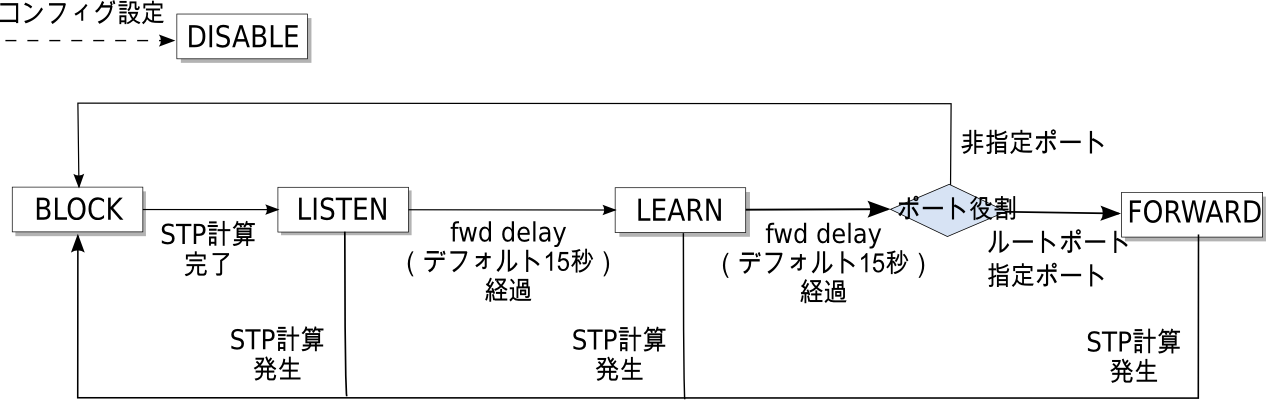 コンフィグ設定
DISABLE
非指定ポート
BLOCK
LISTEN
LEARN
ポート役割
FORWARD
STP計算
完了
fwd delay
( デフォルト15秒 )
経過
fwd delay
( デフォルト15秒 )
経過
ルートポート
指定ポート
STP計算
発生
STP計算
発生
STP計算
発生